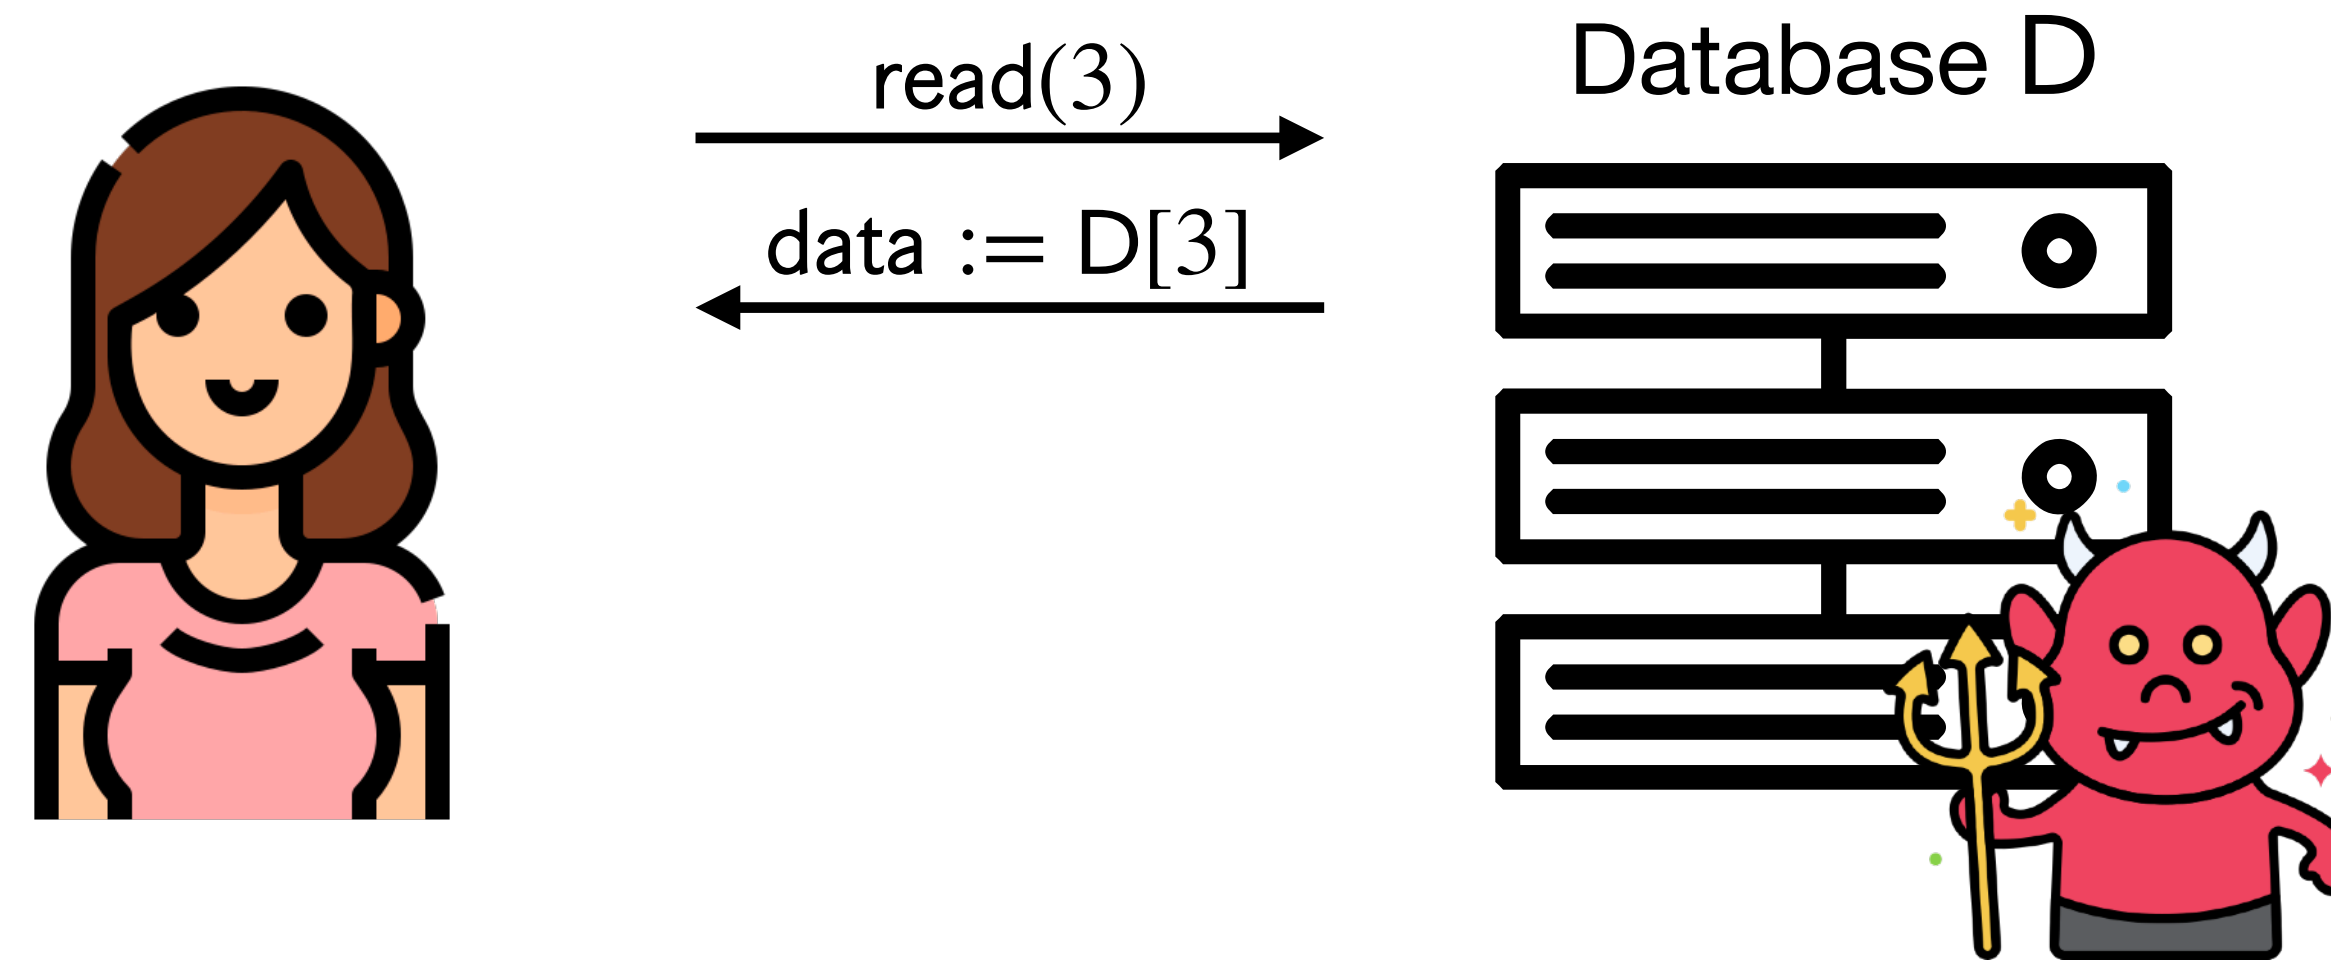 read(3)
Database D
data := D[3]